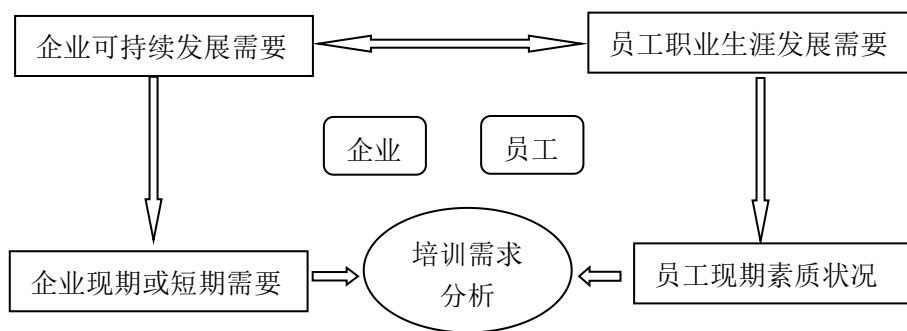 企业可持续发展需要
员工职业生涯发展需要
企业
员工
企业现期或短期需要
培训需求
分析
员工现期素质状况